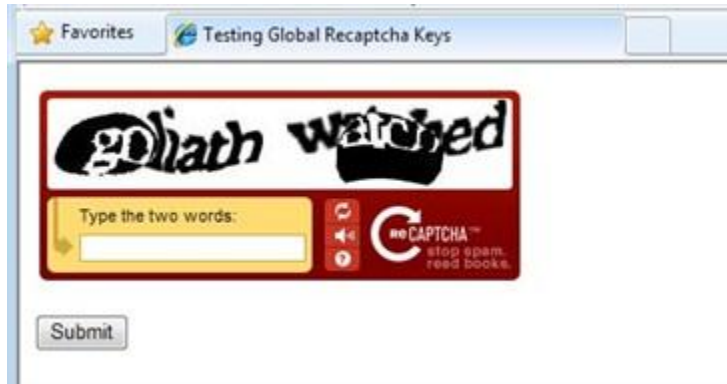 Favorites
Testing Global Recaptcha Keys
goliath watched
Type the two words:
reCAPTCHA™
stop spam.
read books.
Submit